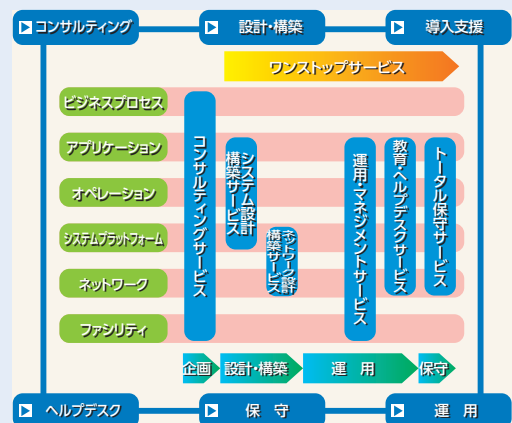 コンサルティング
設計・構築
導入支援
ワンストップサービス
ビジネスプロセス
アプリケーション
オペレーション
システムプラットフォーム
ネットワーク
ファシリティ
コンサルティングサービス
システム設計
構築サービス
ネットワーク設計
構築サービス
運用・マネジメントサービス
教育・ヘルプデスクサービス
トータル保守サービス
企画
設計・構築
運 用
保守
ヘルプデスク
保 守
運 用